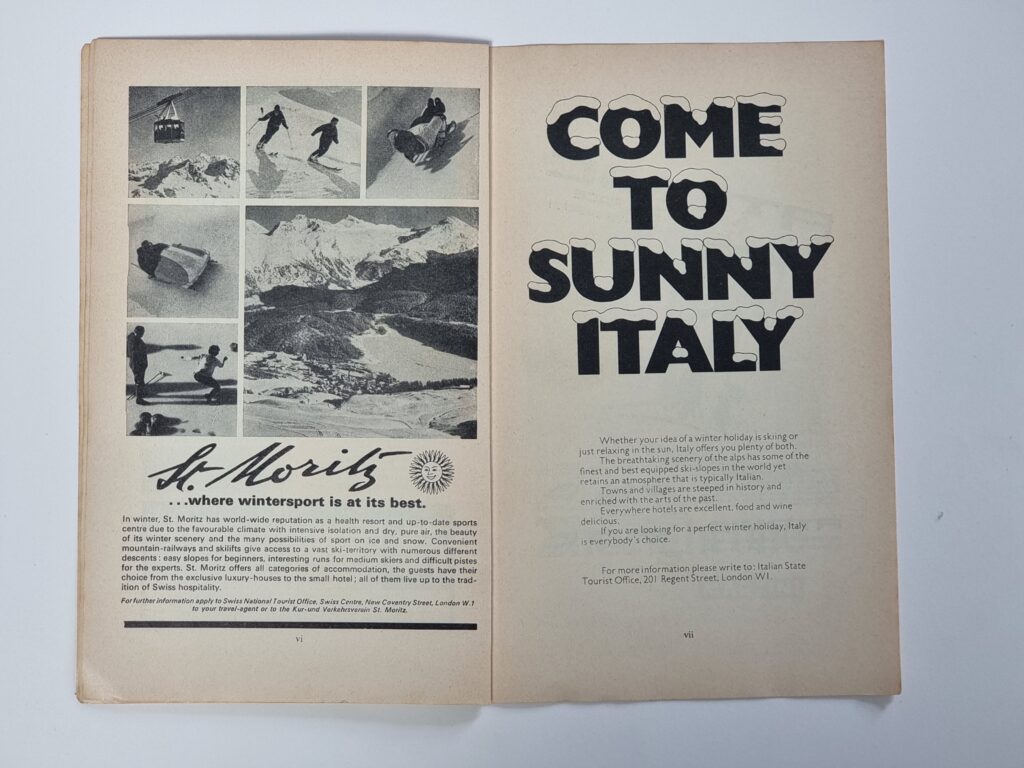 St. Moritz
...where wintersport is at its best.
In winter, St. Moritz has world-wide reputation as a health resort and up-to-date sports
centre due to the favourable climate with intensive isolation and dry, pure air, the beauty
of its winter scenery and the many possibilities of sport on ice and snow. Convenient
mountain-railways and skilifts give access to a vast ski-territory with numerous different
descents: easy slopes for beginners, interesting runs for medium skiers and difficult pistes
for the experts. St. Moritz offers all categories of accommodation, the guests have their
choice from the exclusive luxury-houses to the small hotel; all of them live up to the trad-
ition of Swiss hospitality.
For further information apply to Swiss National Tourist Office, Swiss Centre, New Coventry Street, London W.1
to your travel-agent or to the Kur-und Verkehrsverein St. Moritz.
vi
COME
TO
SUNNY
ITALY
Whether your idea of a winter holiday is skiing or
just relaxing in the sun, Italy offers you plenty of both.
The breathtaking scenery of the alps has some of the
finest and best equipped ski-slopes in the world yet
retains an atmosphere that is typically Italian.
Towns and villages are steeped in history and
enriched with the arts of the past.
Everywhere hotels are excellent, food and wine
delicious.
If you are looking for a perfect winter holiday, Italy
is everybody's choice.
For more information please write to: Italian State
Tourist Office, 201 Regent Street, London W1.
vii